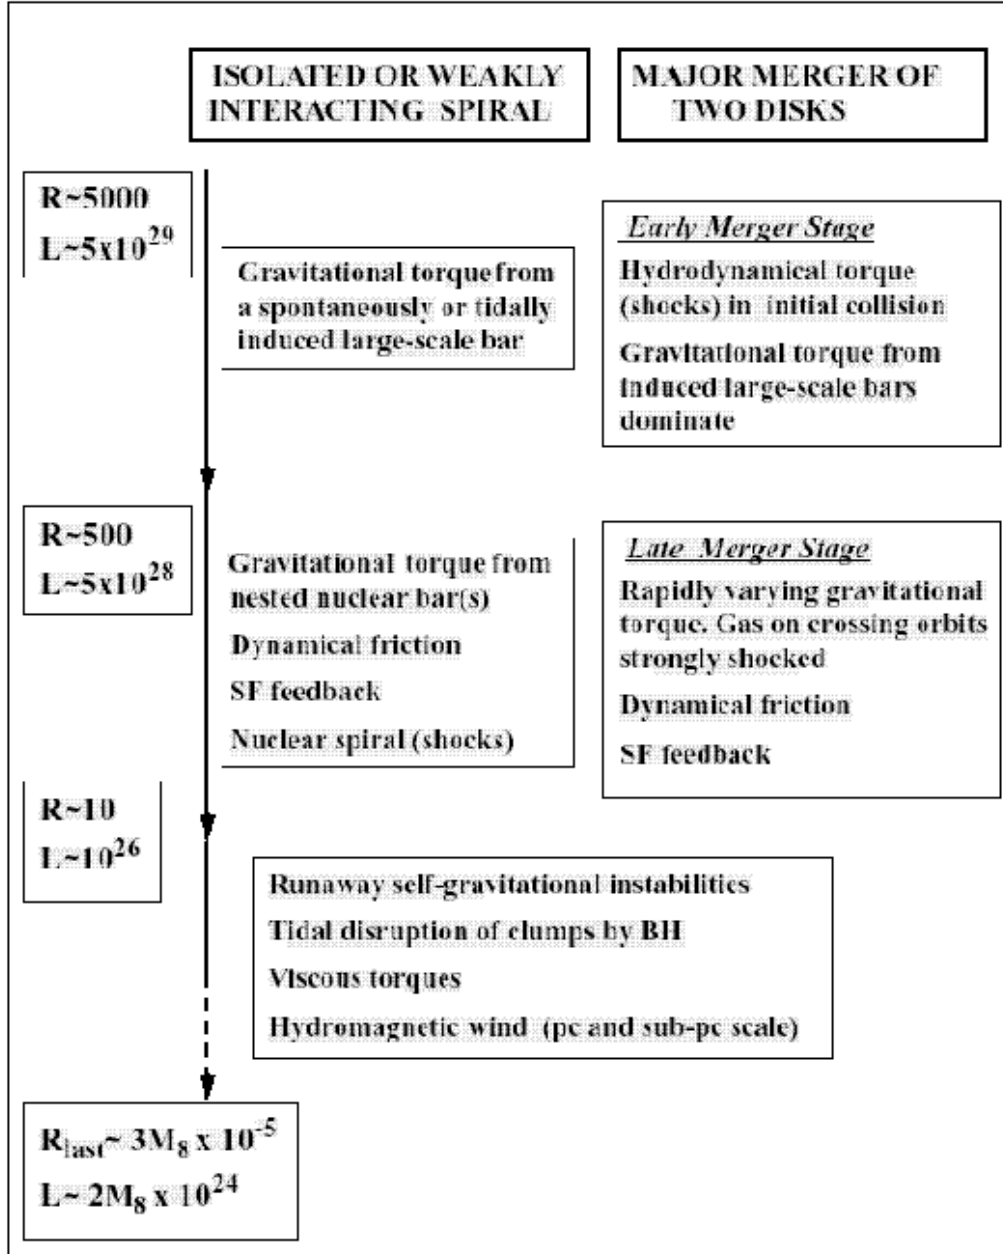 ISOLATED OR WEAKLY
INTERACTING SPIRAL
MAJOR MERGER OF
TWO DISKS
R~5000
L~5x10^29
Gravitational torque from
a spontaneously or tidally
induced large-scale bar
Early Merger Stage
Hydrodynamical torque
(shocks) in initial collision
Gravitational torque from
induced large-scale bars
dominate
R~500
L~5x10^28
Gravitational torque from
nested nuclear bar(s)
Dynamical friction
SF feedback
Nuclear spiral (shocks)
Late Merger Stage
Rapidly varying gravitational
torque. Gas on crossing orbits
strongly shocked
Dynamical friction
SF feedback
R~10
L~10^26
Runaway self-gravitational instabilities
Tidal disruption of clumps by BH
Viscous torques
Hydromagnetic wind (pc and sub-pc scale)
R_last~ 3M_8 x 10^-5
L~ 2M_8 x 10^24